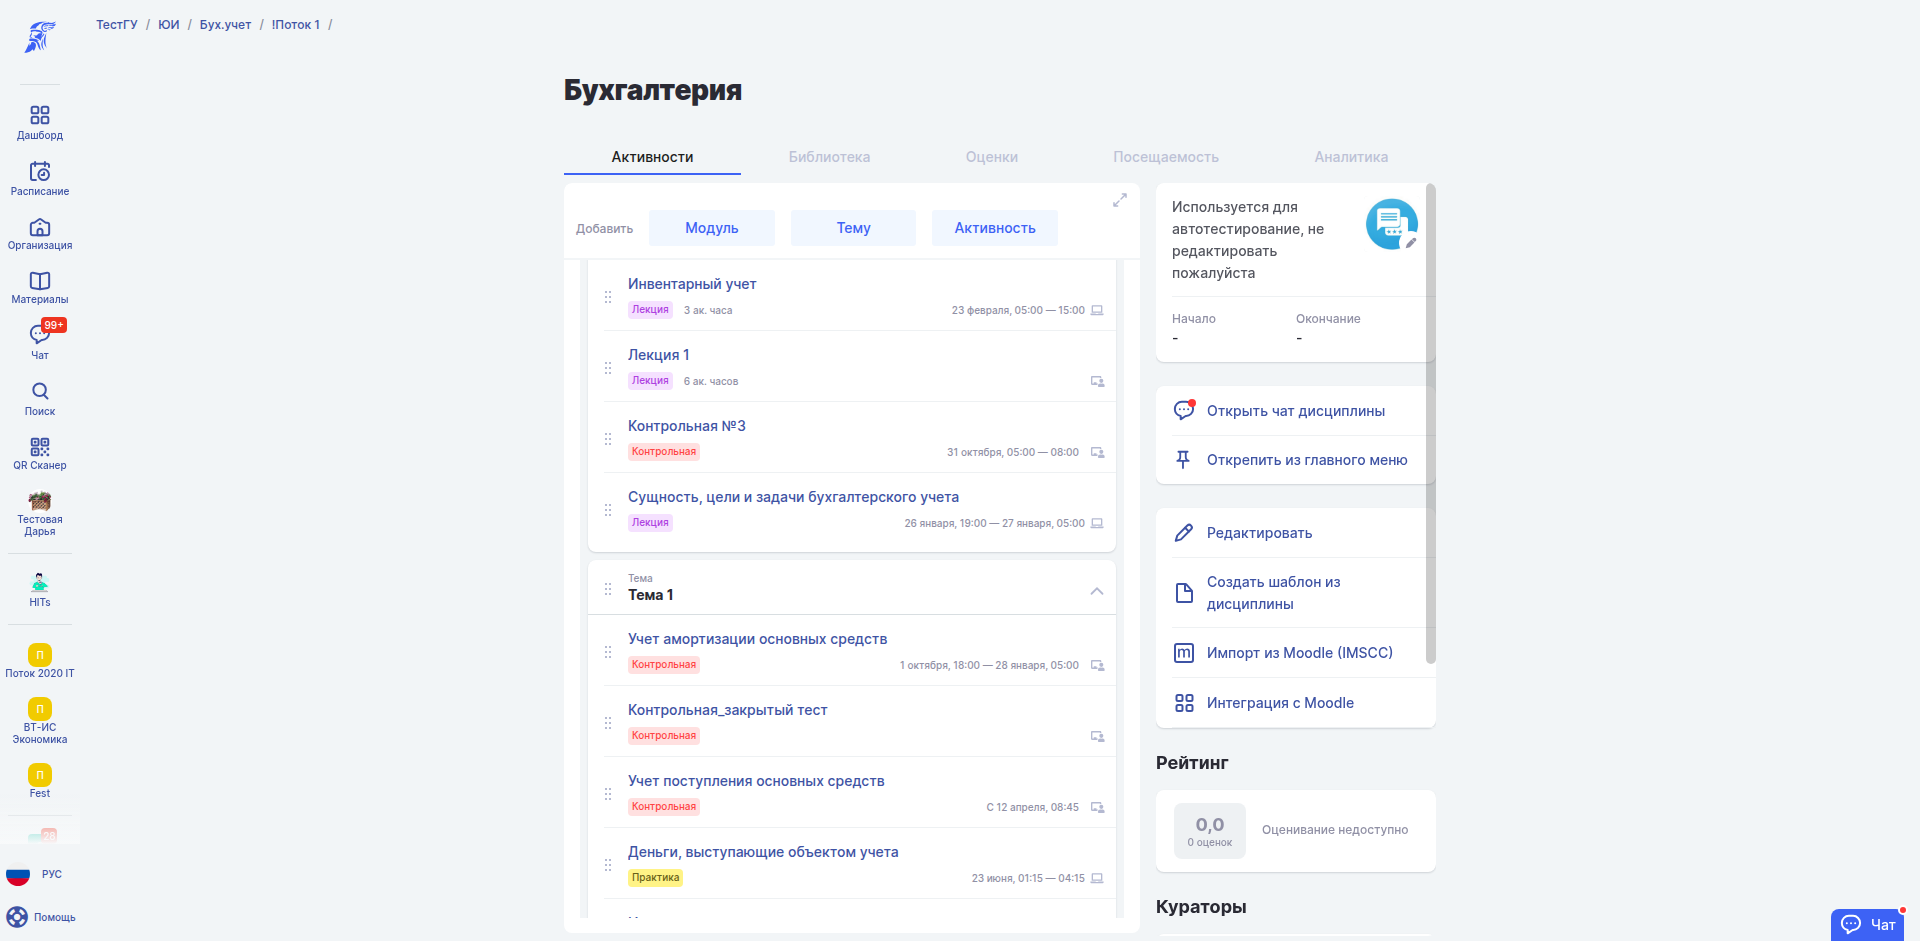 ТестГУ / ЮИ / Бух.учет / !Поток 1 /
Дашборд
Расписание
Организация
Материалы
99+
Чат
Поиск
QR Сканер
Тестовая
Дарья
HITs
П
Поток 2020 IT
П
ВТ-ИС
Экономика
П
Fest
28
РУС
Помощь
Бухгалтерия
Активности
Библиотека
Оценки
Посещаемость
Аналитика
Добавить
Модуль
Тему
Активность
Инвентарный учет
Лекция 3 ак. часа 23 февраля, 05:00 — 15:00
Лекция 1
Лекция 6 ак. часов
Контрольная №3
Контрольная 31 октября, 05:00 — 08:00
Сущность, цели и задачи бухгалтерского учета
Лекция 26 января, 19:00 — 27 января, 05:00
Тема
Тема 1
Учет амортизации основных средств
Контрольная 1 октября, 18:00 — 28 января, 05:00
Контрольная_закрытый тест
Контрольная
Учет поступления основных средств
Контрольная С 12 апреля, 08:45
Деньги, выступающие объектом учета
Практика 23 июня, 01:15 — 04:15
Используется для
автотестирование, не
редактировать
пожалуйста
Начало Окончание
- -
Открыть чат дисциплины
Открепить из главного меню
Редактировать
Создать шаблон из
дисциплины
m Импорт из Moodle (IMSCC)
Интеграция с Moodle
Рейтинг
0,0
0 оценок
Оценивание недоступно
Кураторы
Чат